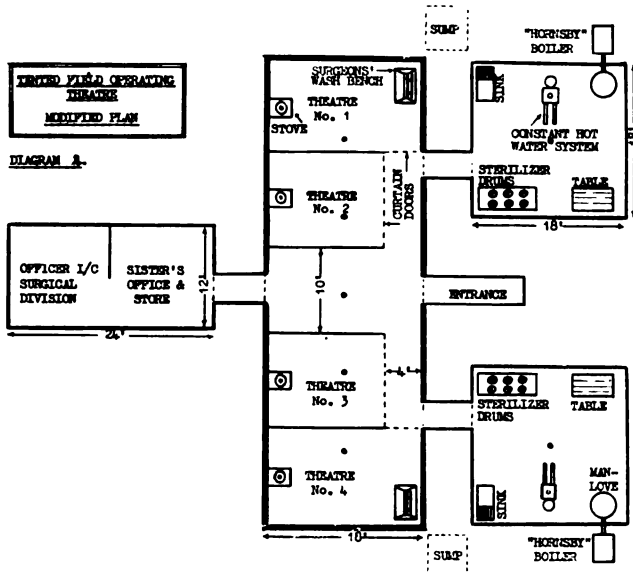 TENTED FIELD OPERATING
THEATRE
MODIFIED PLAN
DIAGRAM 2.
SUMP
"HORNSBY"
BOILER
SURGEONS'
WASH BENCH
THEATRE
No. 1
STOVE
SINK
CONSTANT HOT
WATER SYSTEM
18'
THEATRE
No. 2
CURTAIN
DOORS
STERILIZER
DRUMS
TABLE
18'
OFFICER I/C
SURGICAL
DIVISION
SISTER'S
OFFICE &
STORE
12'
24'
10'
ENTRANCE
4'
THEATRE
No. 3
STERILIZER
DRUMS
TABLE
THEATRE
No. 4
SINK
MAN-
LOVE
18'
SUMP
"HORNSBY"
BOILER